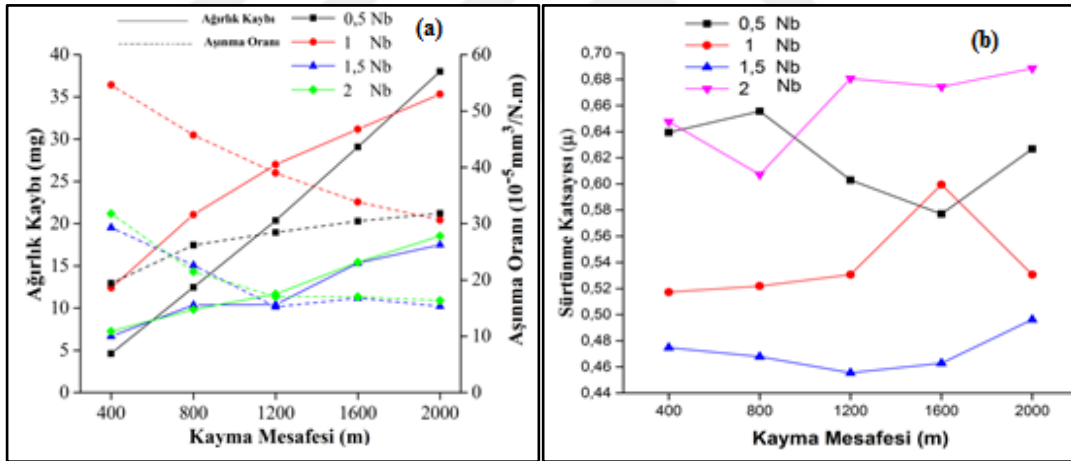 Ağırlık Kaybı
Aşınma Oranı
(a)
0,5 Nb
1 Nb
1,5 Nb
2 Nb
Ağırlık Kaybı (mg)
40
35
30
25
20
15
10
5
0
Aşınma Oranı (10⁻⁵mm³/N.m)
60
50
40
30
20
10
0
400 800 1200 1600 2000
Kayma Mesafesi (m)
(b)
0,5 Nb
1 Nb
1,5 Nb
2 Nb
Sürtünme Katsayısı (μ)
0,70
0,68
0,66
0,64
0,62
0,60
0,58
0,56
0,54
0,52
0,50
0,48
0,46
0,44
400 800 1200 1600 2000
Kayma Mesafesi (m)